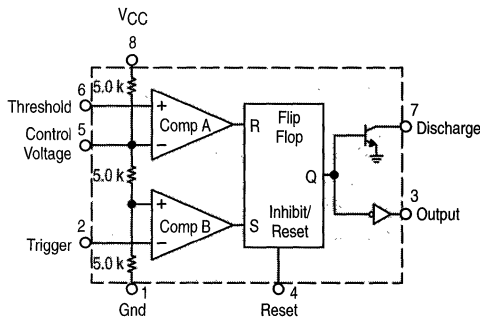 VCC
8
5.0 k
6
Threshold
+
Comp A
R
Flip
Flop
7
Discharge
5
Control
Voltage
−
5.0 k
Q
+
Comp B
S
Inhibit/
Reset
3
Output
2
Trigger
−
5.0 k
1
Gnd
4
Reset